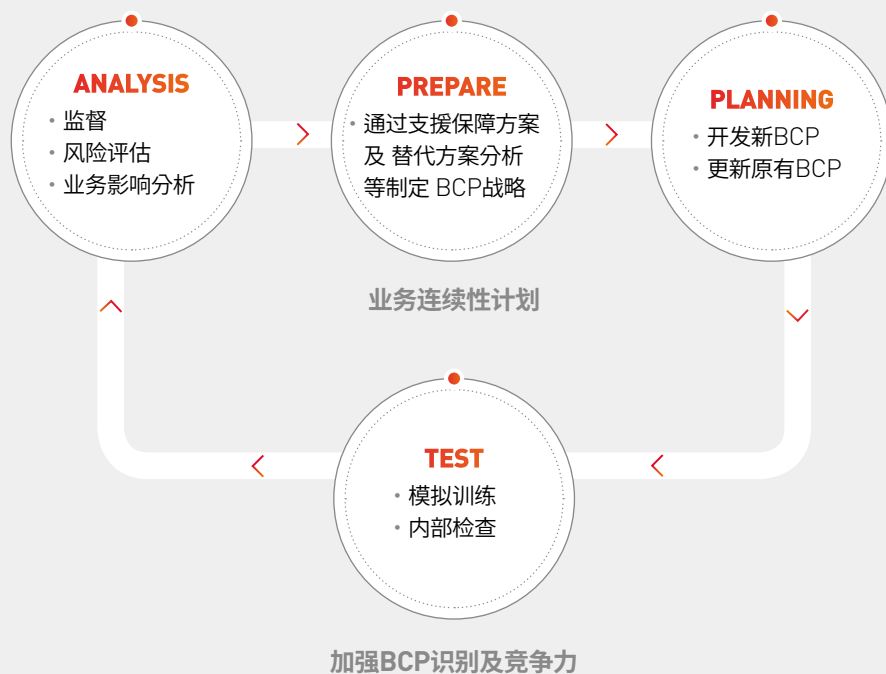 ANALYSIS
· 监督
· 风险评估
· 业务影响分析
PREPARE
· 通过支援保障方案
及 替代方案分析
等制定 BCP战略
PLANNING
· 开发新BCP
· 更新原有BCP
业务连续性计划
TEST
· 模拟训练
· 内部检查
加强BCP识别及竞争力